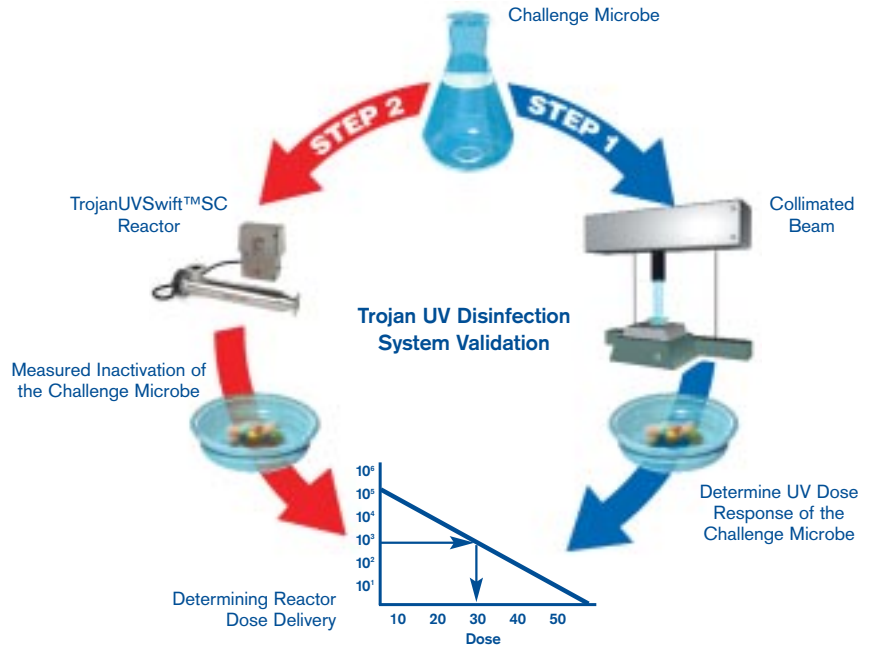 Challenge Microbe
STEP 2
STEP 1
TrojanUVSwift™SC
Reactor
Collimated
Beam
Trojan UV Disinfection
System Validation
Measured Inactivation of
the Challenge Microbe
Determine UV Dose
Response of the
Challenge Microbe
10⁶
10⁵
10⁴
10³
10²
10¹
Determining Reactor
Dose Delivery
10 20 30 40 50
Dose